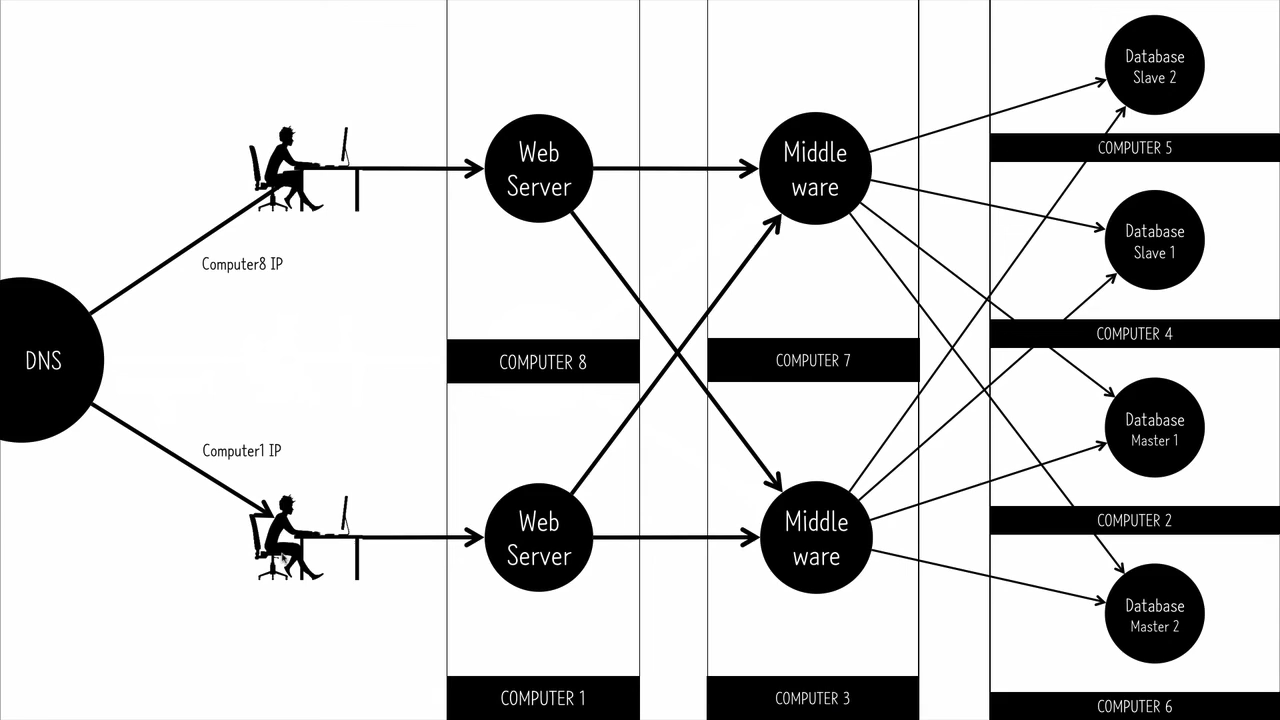 DNS
Computer8 IP
Computer1 IP
Web
Server
COMPUTER 8
Web
Server
COMPUTER 1
Middle
ware
COMPUTER 7
Middle
ware
COMPUTER 3
Database
Slave 2
COMPUTER 5
Database
Slave 1
COMPUTER 4
Database
Master 1
COMPUTER 2
Database
Master 2
COMPUTER 6